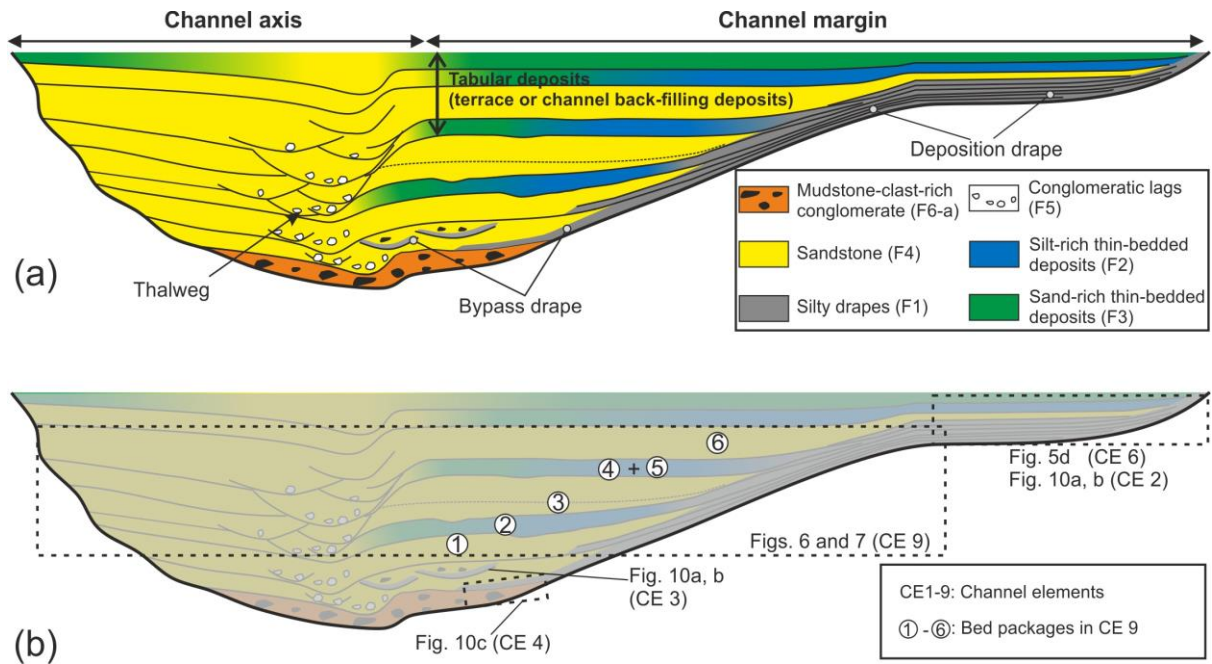 Channel axis
Channel margin
Tabular deposits
(terrace or channel back-filling deposits)
Deposition drape
Thalweg
Bypass drape
(a)
Mudstone-clast-rich
conglomerate (F6-a)
Conglomeratic lags
(F5)
Sandstone (F4)
Silt-rich thin-bedded
deposits (F2)
Silty drapes (F1)
Sand-rich thin-bedded
deposits (F3)
⑥
④ + ⑤
③
②
①
Fig. 5d (CE 6)
Fig. 10a, b (CE 2)
Figs. 6 and 7 (CE 9)
Fig. 10a, b
(CE 3)
Fig. 10c (CE 4)
(b)
CE1-9: Channel elements
① - ⑥: Bed packages in CE 9